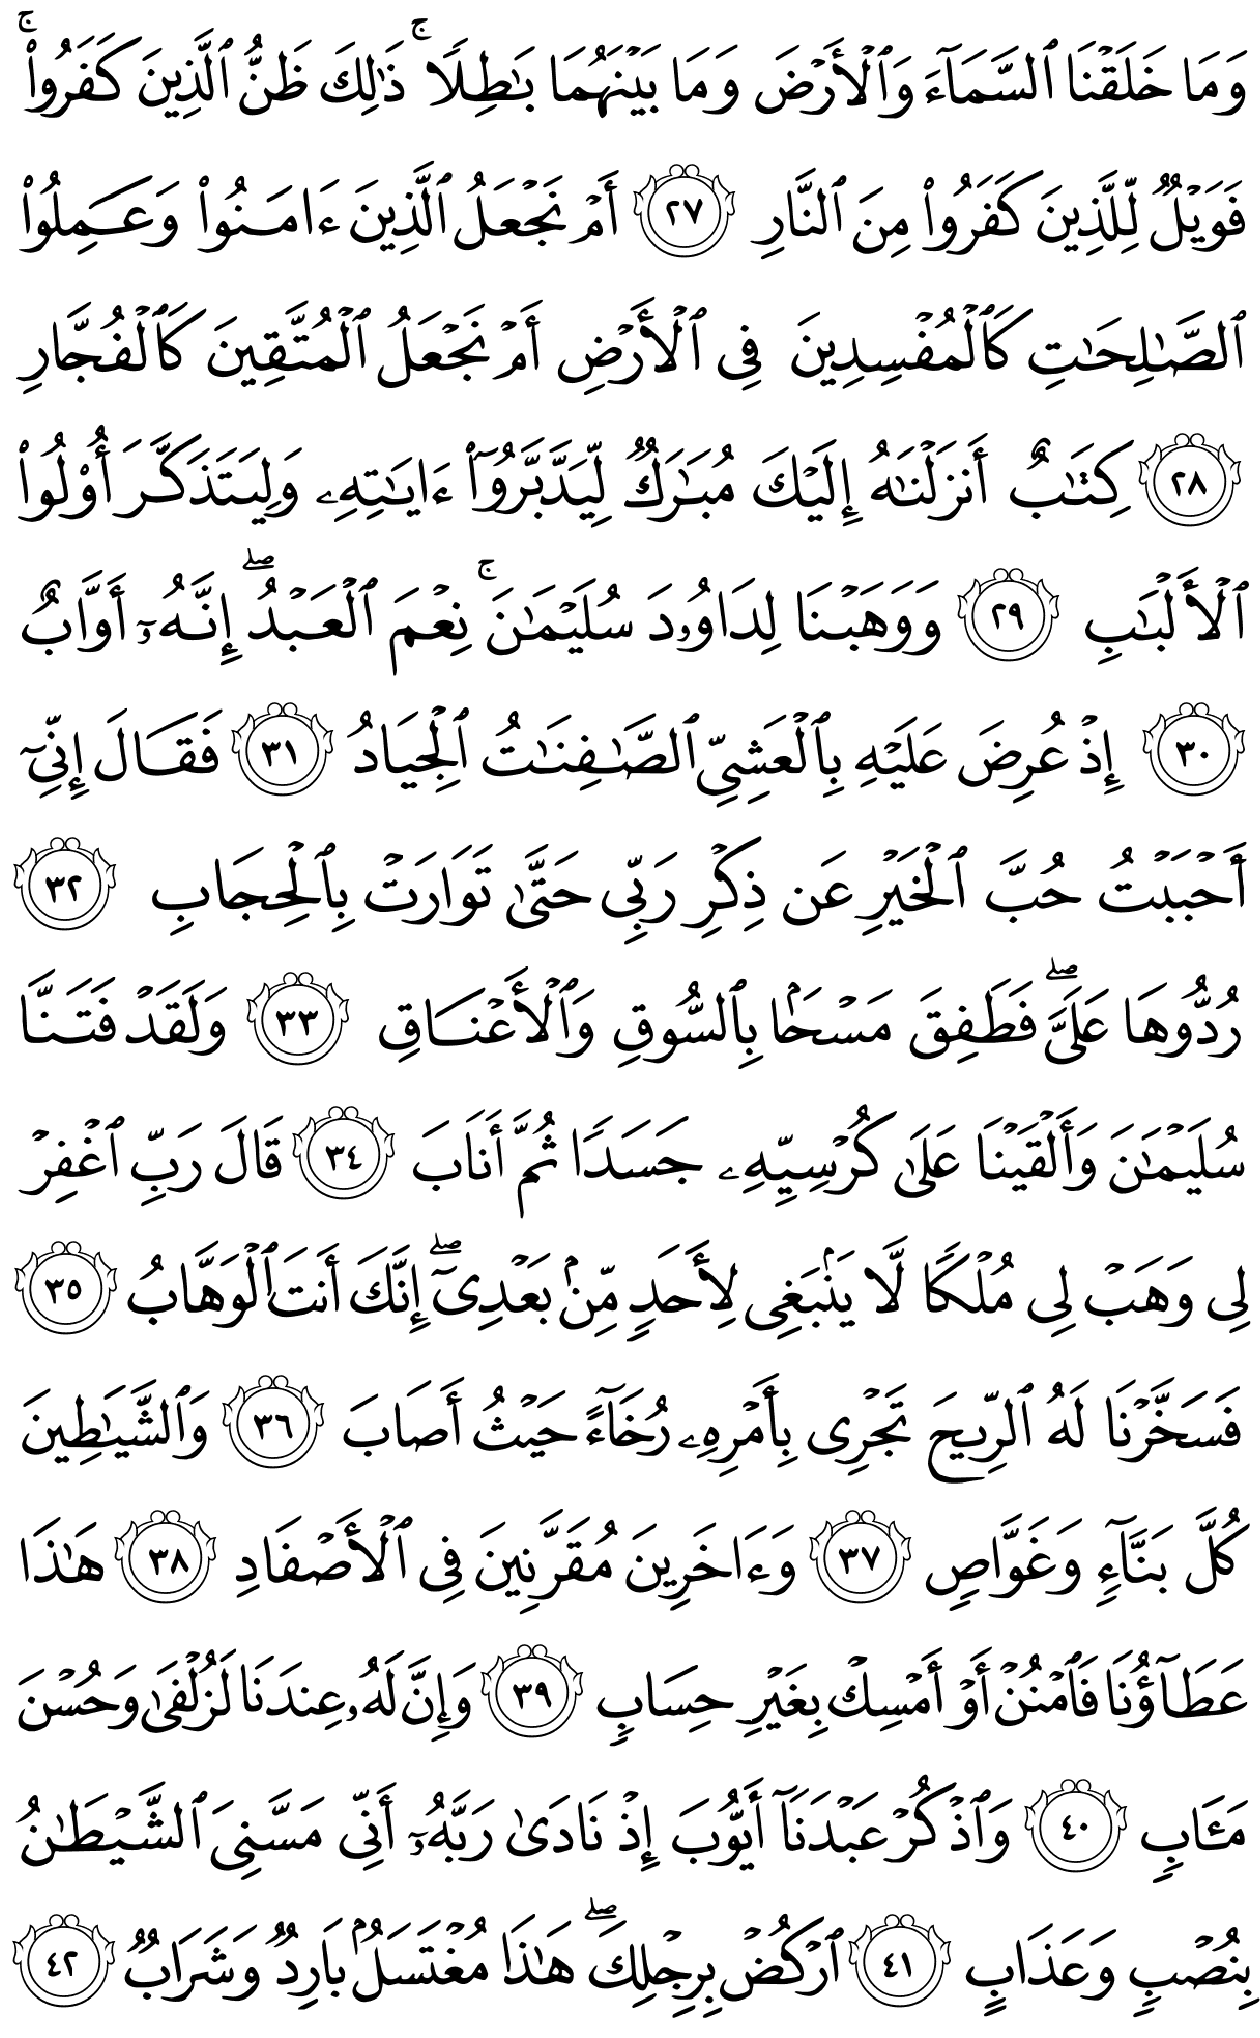 وَمَا خَلَقۡنَا ٱلسَّمَآءَ وَٱلۡأَرۡضَ وَمَا بَيۡنَهُمَا بَٰطِلٗاۚ ذَٰلِكَ ظَنُّ ٱلَّذِينَ كَفَرُواْۚ
فَوَيۡلٞ لِّلَّذِينَ كَفَرُواْ مِنَ ٱلنَّارِ ٢٧ أَمۡ نَجۡعَلُ ٱلَّذِينَ ءَامَنُواْ وَعَمِلُواْ
ٱلصَّٰلِحَٰتِ كَٱلۡمُفۡسِدِينَ فِي ٱلۡأَرۡضِ أَمۡ نَجۡعَلُ ٱلۡمُتَّقِينَ كَٱلۡفُجَّارِ
٢٨ كِتَٰبٌ أَنزَلۡنَٰهُ إِلَيۡكَ مُبَٰرَكٞ لِّيَدَّبَّرُوٓاْ ءَايَٰتِهِۦ وَلِيَتَذَكَّرَ أُوْلُواْ
ٱلۡأَلۡبَٰبِ ٢٩ وَوَهَبۡنَا لِدَاوُۥدَ سُلَيۡمَٰنَۚ نِعۡمَ ٱلۡعَبۡدُ إِنَّهُۥٓ أَوَّابٌۖ
٣٠ إِذۡ عُرِضَ عَلَيۡهِ بِٱلۡعَشِيِّ ٱلصَّٰفِنَٰتُ ٱلۡجِيَادُ ٣١ فَقَالَ إِنِّيٓ
أَحۡبَبۡتُ حُبَّ ٱلۡخَيۡرِ عَن ذِكۡرِ رَبِّي حَتَّىٰ تَوَارَتۡ بِٱلۡحِجَابِ ٣٢
رُدُّوهَا عَلَيَّۖ فَطَفِقَ مَسۡحَۢا بِٱلسُّوقِ وَٱلۡأَعۡنَاقِ ٣٣ وَلَقَدۡ فَتَنَّا
سُلَيۡمَٰنَ وَأَلۡقَيۡنَا عَلَىٰ كُرۡسِيِّهِۦ جَسَدٗا ثُمَّ أَنَابَ ٣٤ قَالَ رَبِّ ٱغۡفِرۡ
لِي وَهَبۡ لِي مُلۡكٗا لَّا يَنۢبَغِي لِأَحَدٖ مِّنۢ بَعۡدِيٓۖ إِنَّكَ أَنتَ ٱلۡوَهَّابُ ٣٥
فَسَخَّرۡنَا لَهُ ٱلرِّيحَ تَجۡرِي بِأَمۡرِهِۦ رُخَآءً حَيۡثُ أَصَابَ ٣٦ وَٱلشَّيَٰطِينَ
كُلَّ بَنَّآءٖ وَغَوَّاصٖ ٣٧ وَءَاخَرِينَ مُقَرَّنِينَ فِي ٱلۡأَصۡفَادِ ٣٨ هَٰذَا
عَطَآؤُنَا فَٱمۡنُنۡ أَوۡ أَمۡسِكۡ بِغَيۡرِ حِسَابٖ ٣٩ وَإِنَّ لَهُۥ عِندَنَا لَزُلۡفَىٰ وَحُسۡنَ
مَـَٔابٖ ٤٠ وَٱذۡكُرۡ عَبۡدَنَآ أَيُّوبَ إِذۡ نَادَىٰ رَبَّهُۥٓ أَنِّي مَسَّنِيَ ٱلشَّيۡطَٰنُ
بِنُصۡبٖ وَعَذَابٍ ٤١ ٱرۡكُضۡ بِرِجۡلِكَۖ هَٰذَا مُغۡتَسَلُۢ بَارِدٞ وَشَرَابٞ ٤٢